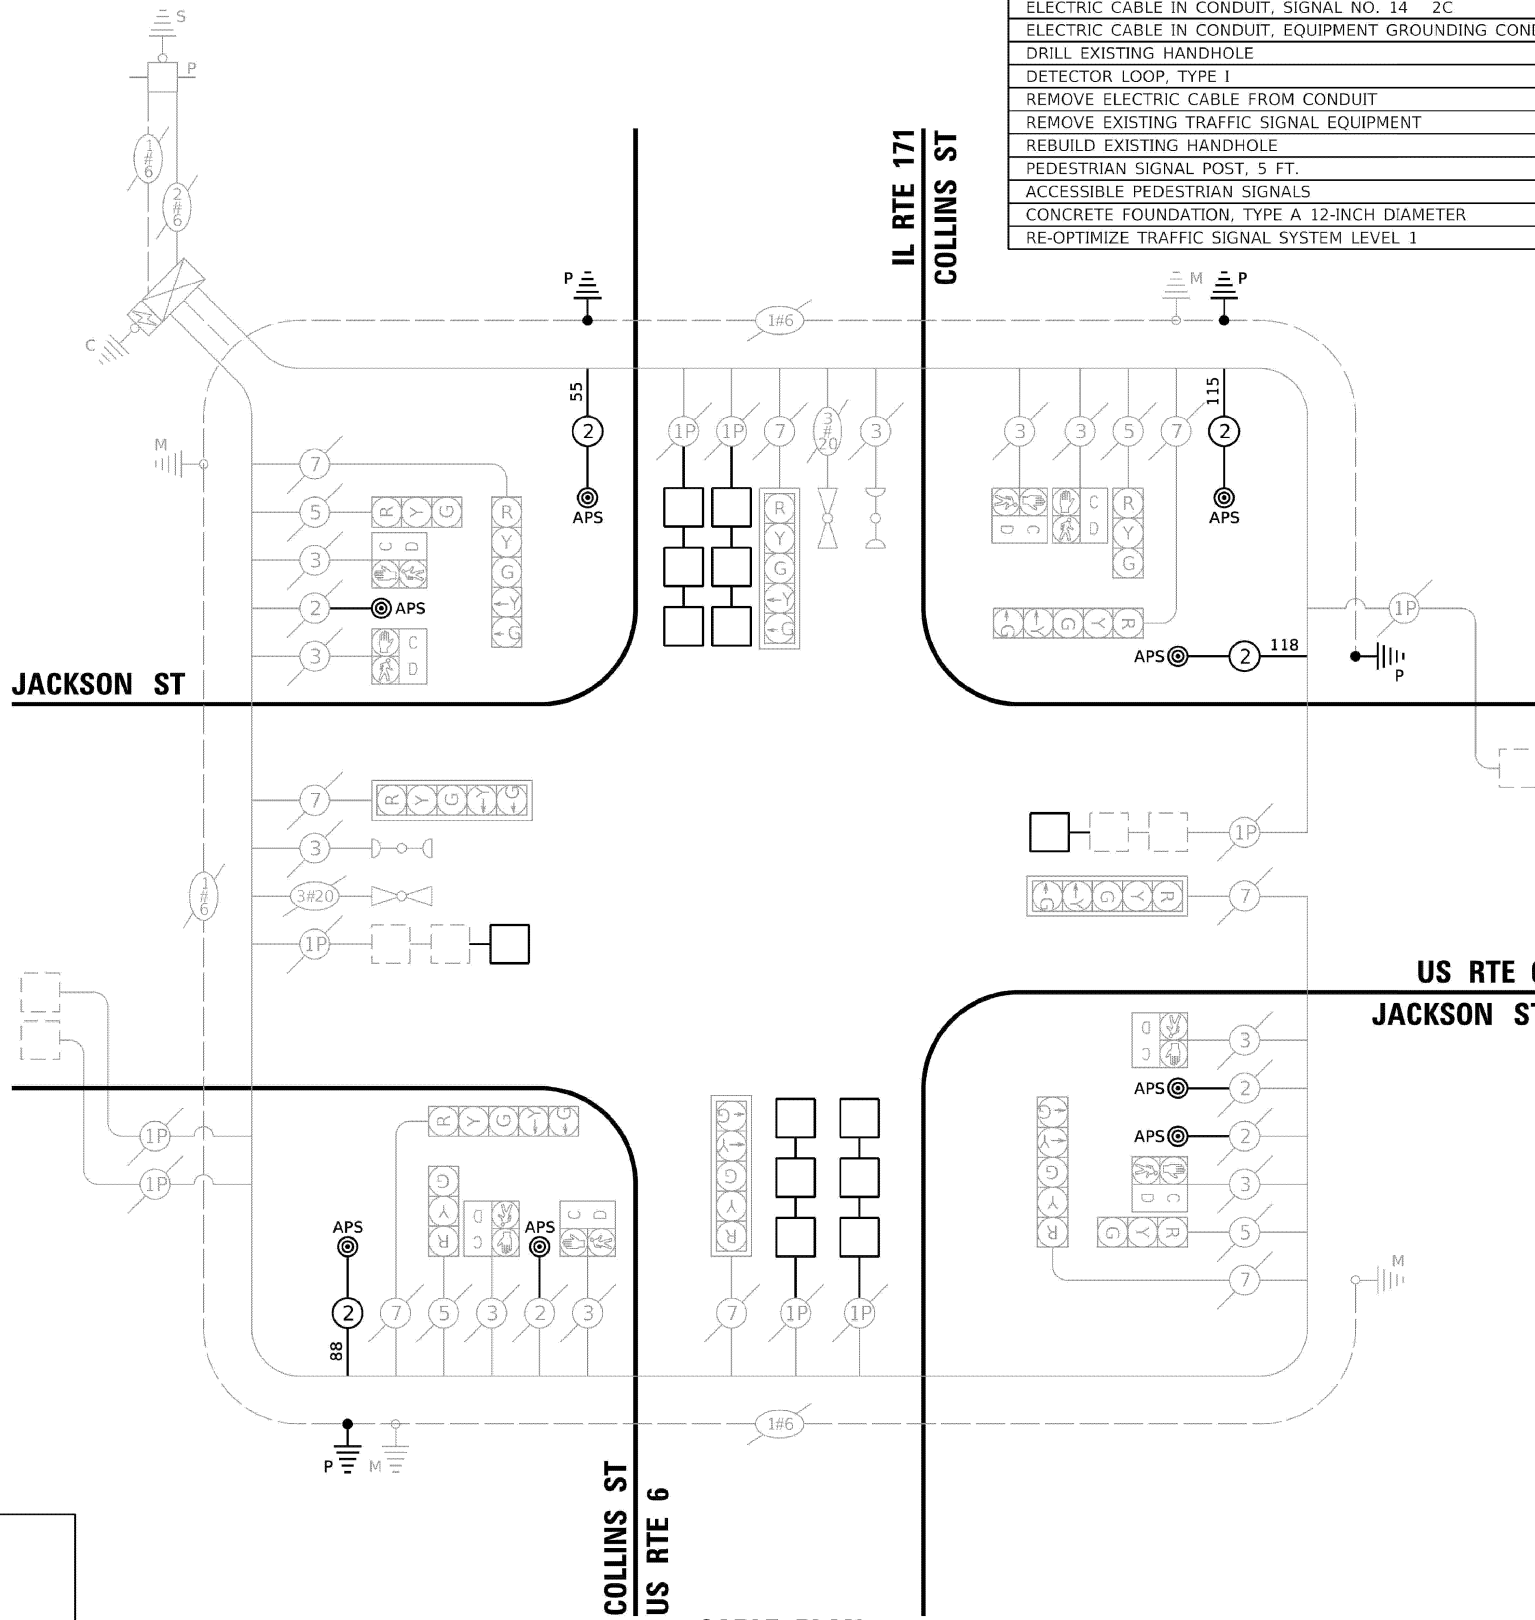 ELECTRIC CABLE IN CONDUIT, SIGNAL NO. 14 2C
ELECTRIC CABLE IN CONDUIT, EQUIPMENT GROUNDING COND
DRILL EXISTING HANDHOLE
DETECTOR LOOP, TYPE I
REMOVE ELECTRIC CABLE FROM CONDUIT
REMOVE EXISTING TRAFFIC SIGNAL EQUIPMENT
REBUILD EXISTING HANDHOLE
PEDESTRIAN SIGNAL POST, 5 FT.
ACCESSIBLE PEDESTRIAN SIGNALS
CONCRETE FOUNDATION, TYPE A 12-INCH DIAMETER
RE-OPTIMIZE TRAFFIC SIGNAL SYSTEM LEVEL 1
S
P
1#6
2#6
C
IL RTE 171
COLLINS ST
P
1#6
M P
55
115
2
1P 1P 7 3#20 3
3 3 5 7 2
M
7
5 R Y G
R Y G Y G
APS
R Y G Y G
C D
C D
R Y G
APS
3 C D
2 APS
3 C D
G Y G Y R
1P
APS 2 118
P
JACKSON ST
7 R Y G Y G
3
1P
1#6
3#20
G Y G Y R 7
1P
US RTE
JACKSON ST
D C 3
APS 2
APS 2
1P
1P
R Y G Y G
G Y R
D C
C D
APS
APS
G Y G Y R
G Y G Y R
D C 3
G Y R 5
7
M
2 7 5 3 2 3
7 1P 1P
88
1#6
P M
COLLINS ST
US RTE 6